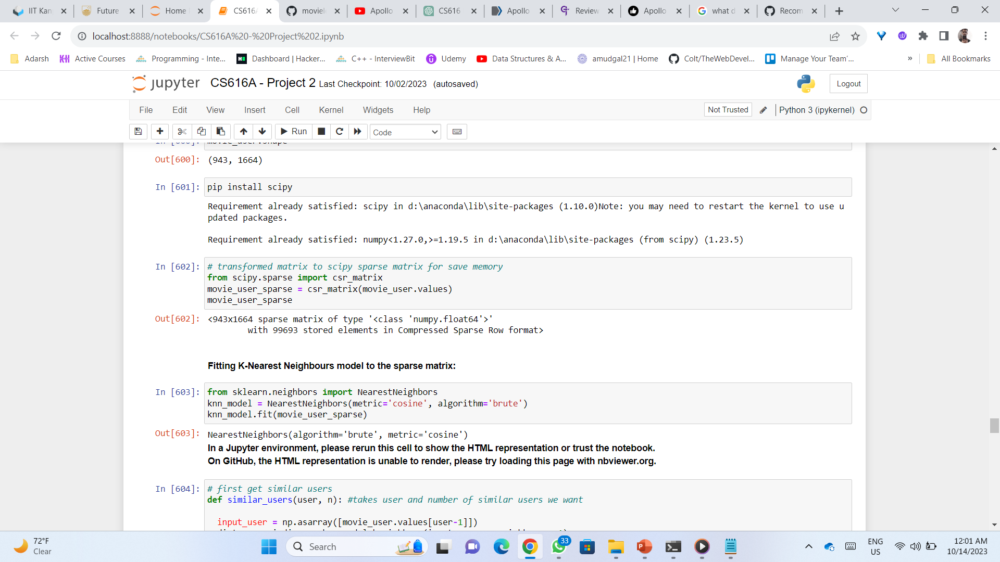 IIT Kan
Future
Home
CS616A
moviele
Apollo
CS616
Apollo
Review
Apollo
what d
Recom
localhost:8888/notebooks/CS616A%20-%20Project%202.ipynb
Adarsh
Active Courses
Programming - Inte...
Dashboard | Hacker...
C++ - InterviewBit
Udemy
Data Structures & A...
amudgal21 | Home
Colt/TheWebDevel...
Manage Your Team'...
»
All Bookmarks
jupyter CS616A - Project 2 Last Checkpoint: 10/02/2023 (autosaved)
Logout
File Edit View Insert Cell Kernel Widgets Help
Not Trusted
Python 3 (ipykernel)
Run
Code
Out[600]: (943, 1664)
In [601]: pip install scipy
Requirement already satisfied: scipy in d:\anaconda\lib\site-packages (1.10.0)Note: you may need to restart the kernel to use u
pdated packages.
Requirement already satisfied: numpy<1.27.0,>=1.19.5 in d:\anaconda\lib\site-packages (from scipy) (1.23.5)
In [602]: # transformed matrix to scipy sparse matrix for save memory
from scipy.sparse import csr_matrix
movie_user_sparse = csr_matrix(movie_user.values)
movie_user_sparse
Out[602]: <943x1664 sparse matrix of type '<class 'numpy.float64'>'
with 99693 stored elements in Compressed Sparse Row format>
Fitting K-Nearest Neighbours model to the sparse matrix:
In [603]: from sklearn.neighbors import NearestNeighbors
knn_model = NearestNeighbors(metric='cosine', algorithm='brute')
knn_model.fit(movie_user_sparse)
Out[603]: NearestNeighbors(algorithm='brute', metric='cosine')
In a Jupyter environment, please rerun this cell to show the HTML representation or trust the notebook.
On GitHub, the HTML representation is unable to render, please try loading this page with nbviewer.org.
In [604]: # first get similar users
def similar_users(user, n): #takes user and number of similar users we want
input_user = np.asarray([movie_user.values[user-1]])
72°F
Clear
Search
33
ENG
US
12:01 AM
10/14/2023